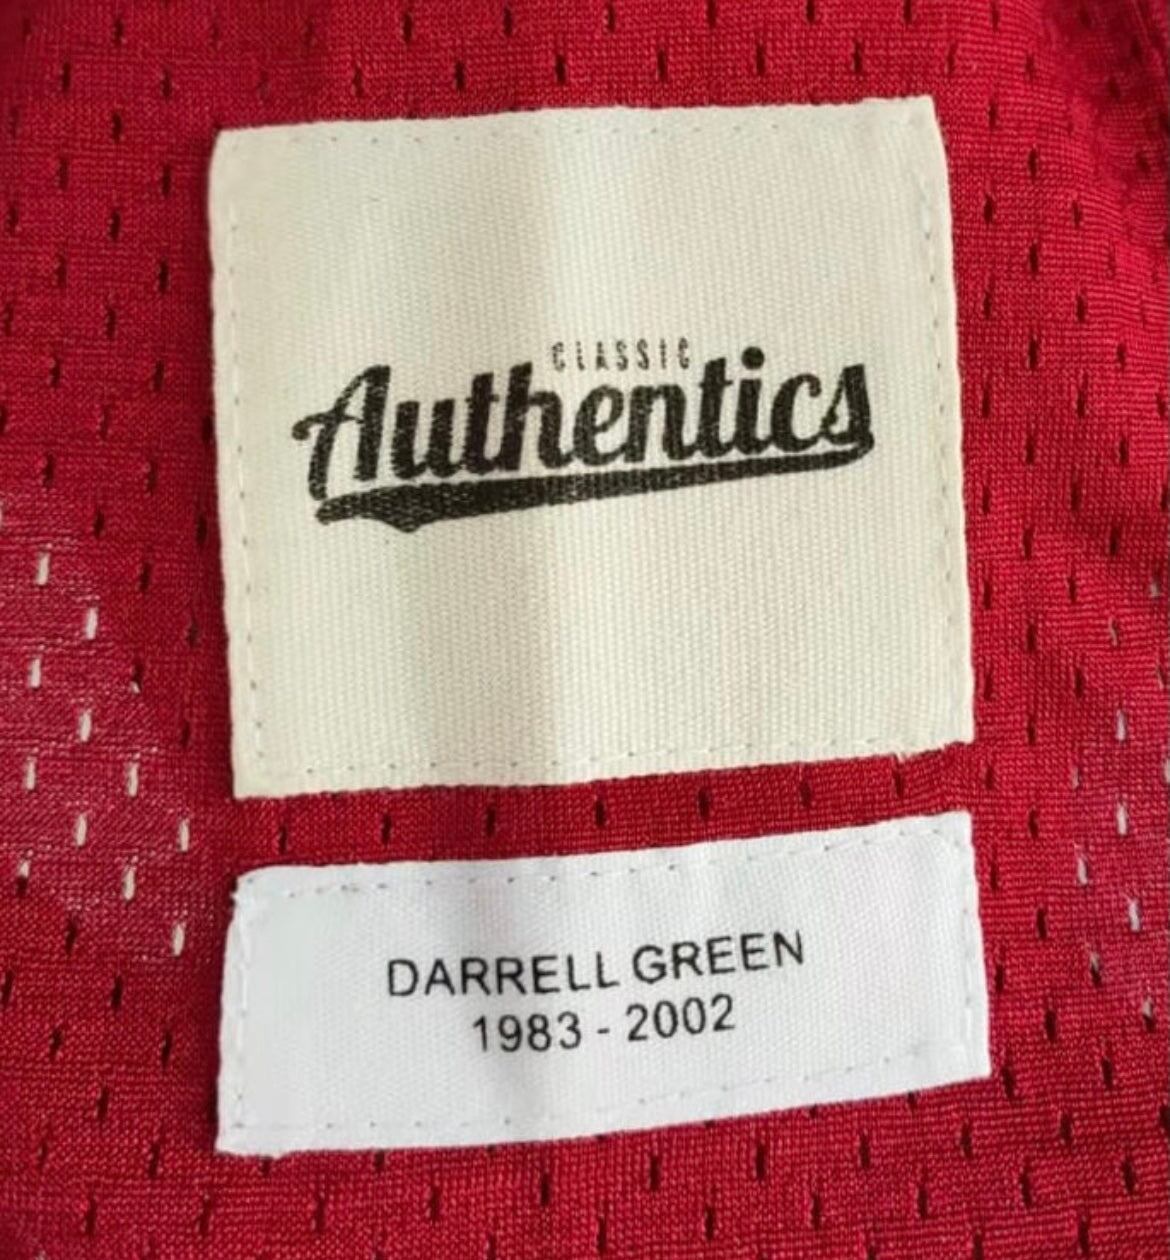 CLASSIC
Authentics
DARRELL GREEN
1983 - 2002